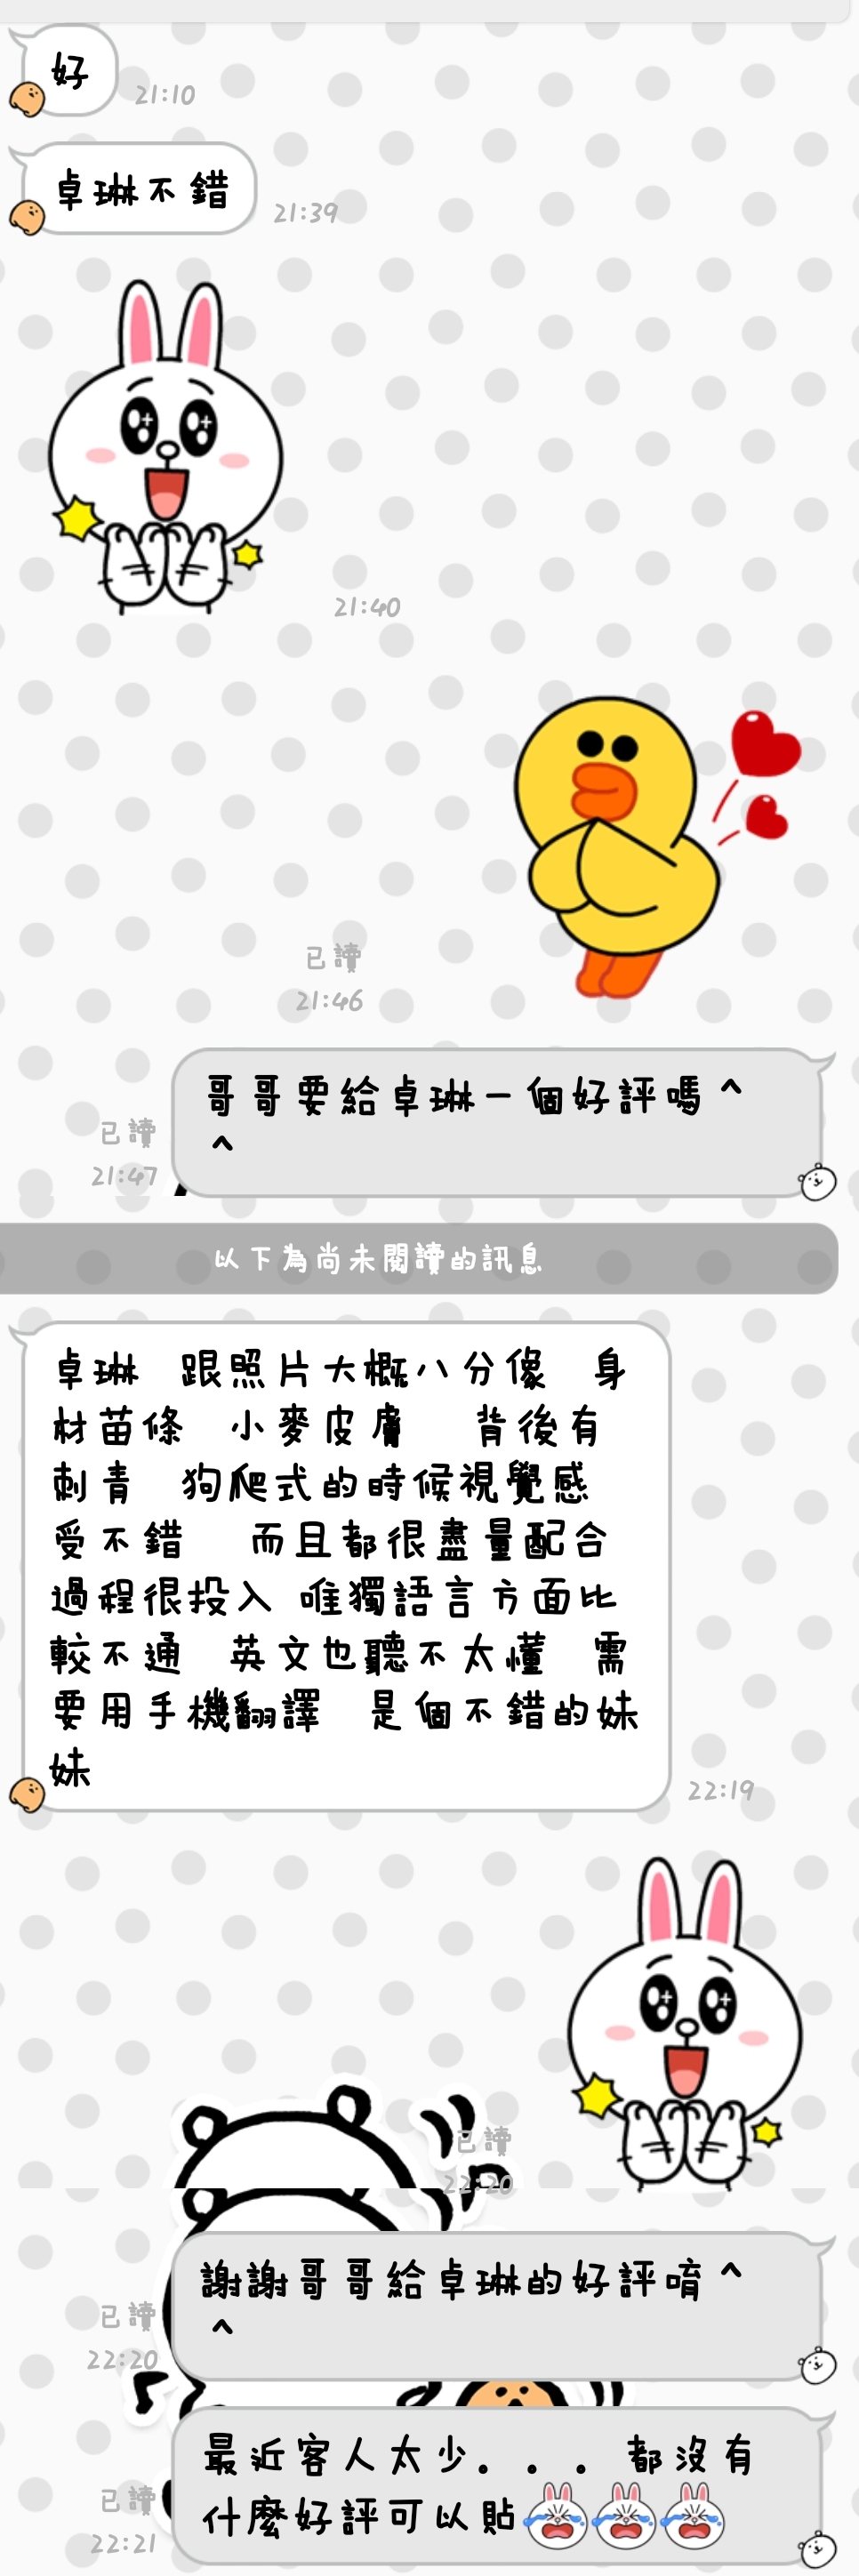 好
21:10
卓琳不錯
21:39
21:40
已讀
21:46
哥哥要給卓琳一個好評嗎^
^
已讀
21:47
以下為尚未閱讀的訊息
卓琳 跟照片大概八分像 身
材苗條 小麥皮膚 背後有
刺青 狗爬式的時候視覺感
受不錯 而且都很盡量配合
過程很投入 唯獨語言方面比
較不通 英文也聽不太懂 需
要用手機翻譯 是個不錯的妹
妹
22:19
已讀
22:20
謝謝哥哥給卓琳的好評唷^
^
已讀
22:20
最近客人太少...都沒有
什麼好評可以貼
已讀
22:21